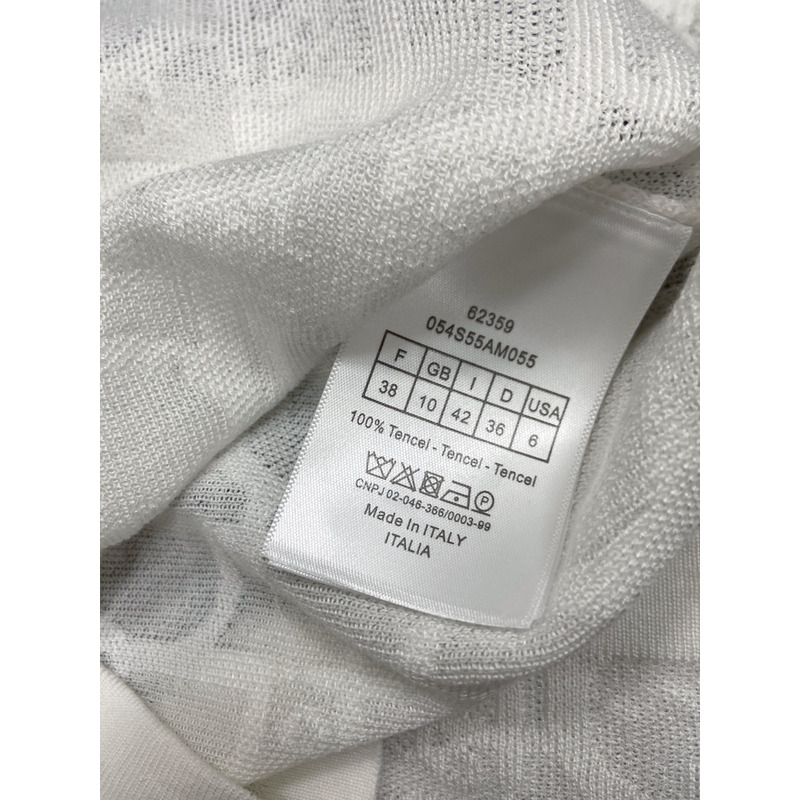 62359
054S55AM055
F GB I D USA
38 10 42 36 6
100% Tencel - Tencel - Tencel
P
CNPJ 02-046-366/0003-99
Made In ITALY
ITALIA